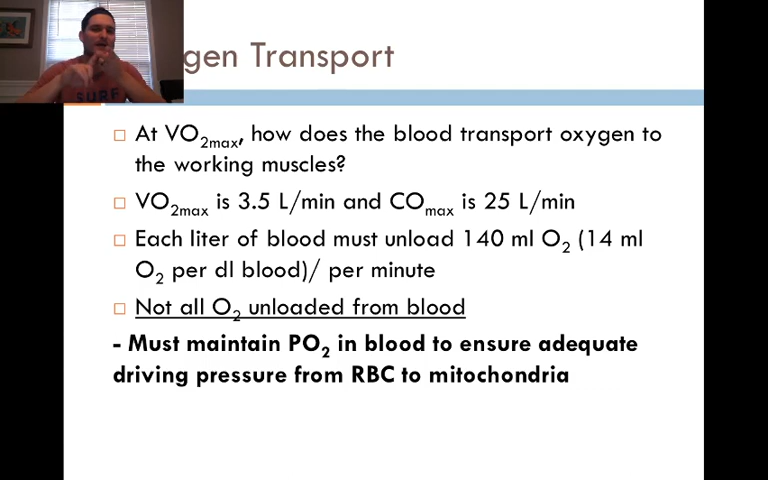 gen Transport
SURF
At VO2max, how does the blood transport oxygen to
the working muscles?
VO2max is 3.5 L/min and COmax is 25 L/min
Each liter of blood must unload 140 ml O2 (14 ml
O2 per dl blood)/ per minute
Not all O2 unloaded from blood
- Must maintain PO2 in blood to ensure adequate
driving pressure from RBC to mitochondria